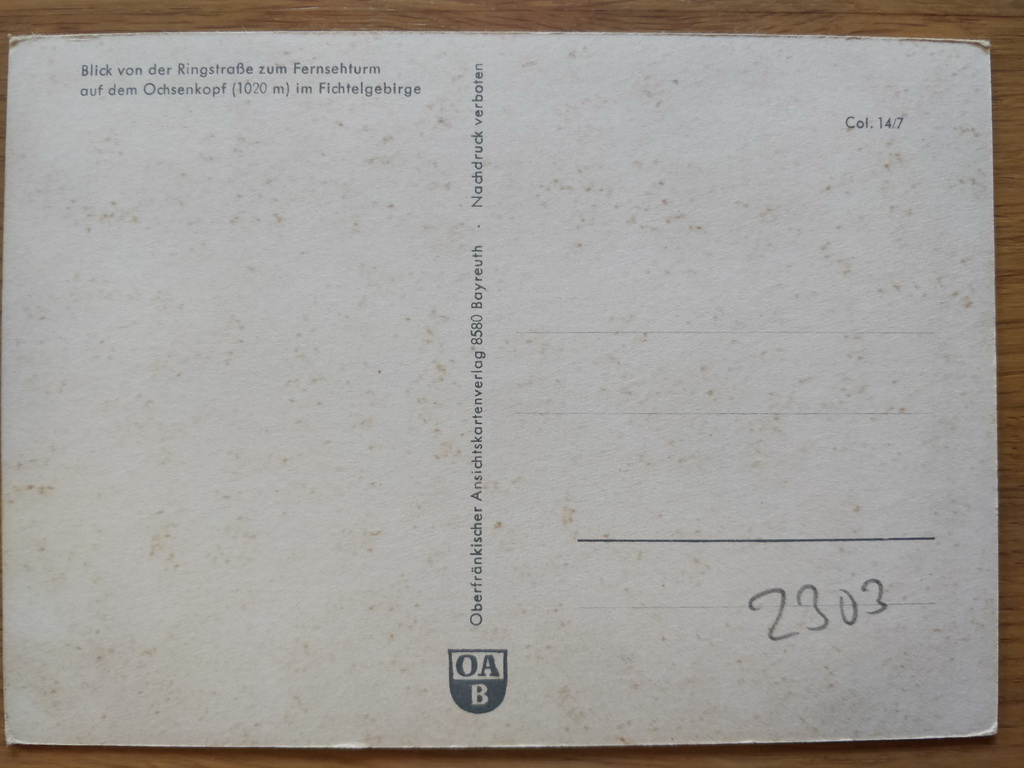 Blick von der Ringstraße zum Fernsehturm
auf dem Ochsenkopf (1020 m) im Fichtelgebirge
Oberfränkischer Ansichtskartenverlag 8580 Bayreuth · Nachdruck verboten
Col. 14/7
2303
OA
B